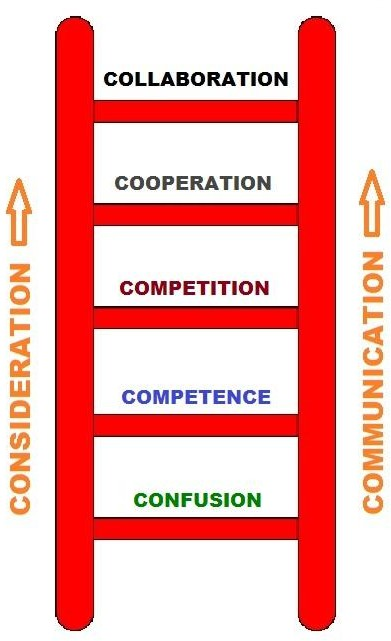 COLLABORATION
COOPERATION
COMPETITION
COMPETENCE
CONFUSION
CONSIDERATION
COMMUNICATION